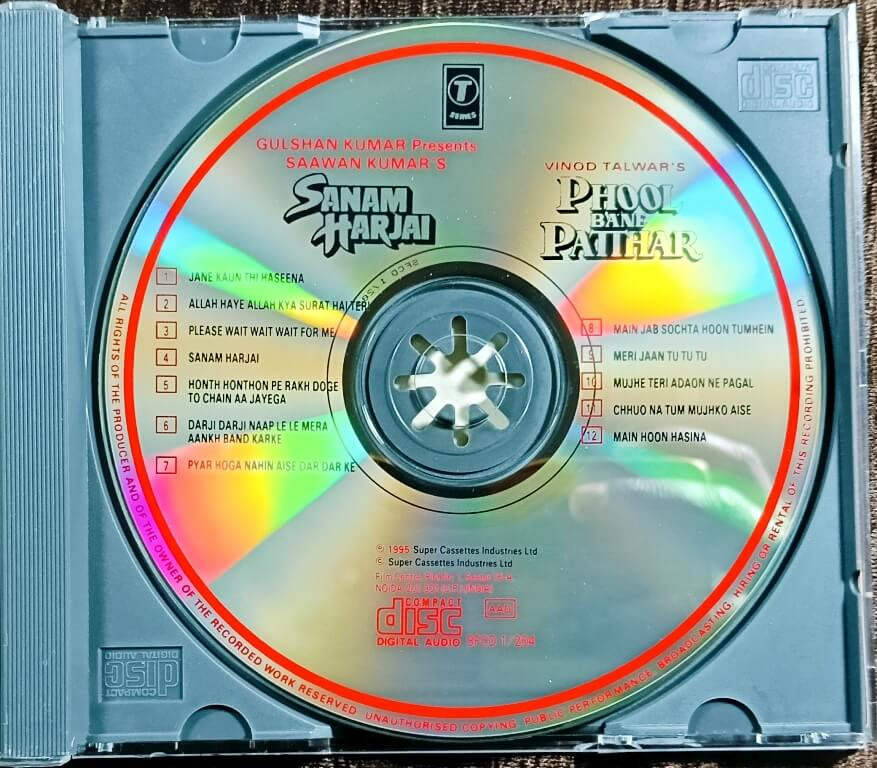 T
SERIES
GULSHAN KUMAR Presents
SAAWAN KUMAR'S
SANAM
HARJAI
VINOD TALWAR'S
PHOOL
BANE
PATTHAR
1 JANE KAUN THI HASEENA
2 ALLAH HAYE ALLAH KYA SURAT HAI TERI
3 PLEASE WAIT WAIT WAIT FOR ME
4 SANAM HARJAI
5 HONTH HONTHON PE RAKH DOGE
TO CHAIN AA JAYEGA
6 DARJI DARJI NAAP LE LE MERA
AANKH BAND KARKE
7 PYAR HOGA NAHIN AISE DAR DAR KE
8 MAIN JAB SOCHTA HOON TUMHEIN
9 MERI JAAN TU TU TU
10 MUJHE TERI ADAON NE PAGAL
11 CHHUO NA TUM MUJHKO AISE
12 MAIN HOON HASINA
℗ 1995 Super Cassettes Industries Ltd
© Super Cassettes Industries Ltd
COMPACT
disc
DIGITAL AUDIO
AAD
SFCD 1/204
ALL RIGHTS OF THE PRODUCER AND OF THE OWNER OF THE RECORDED WORK RESERVED. UNAUTHORISED COPYING, PUBLIC PERFORMANCE, BROADCASTING, HIRING OR RENTAL OF THIS RECORDING PROHIBITED
COMPACT
disc
DIGITAL AUDIO
COMPACT
disc
DIGITAL AUDIO